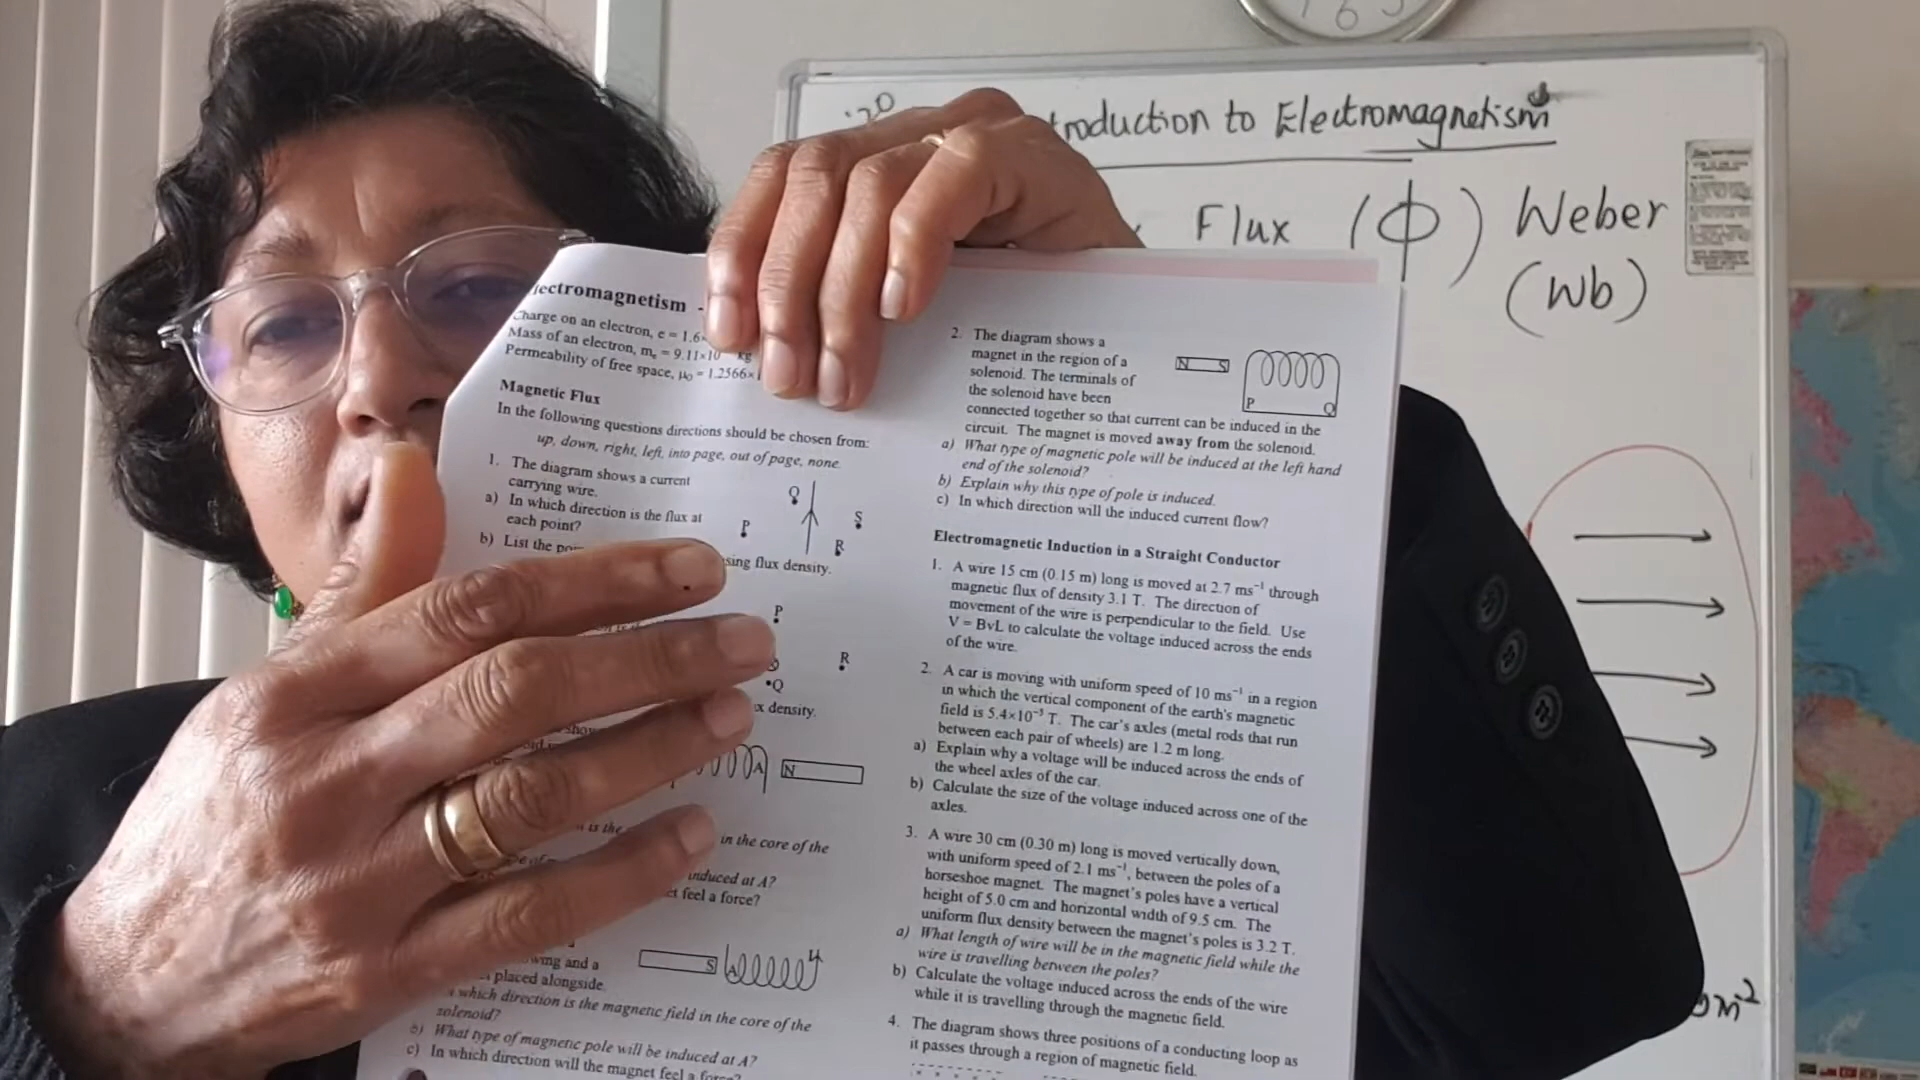 troduction to Electromagnetism
Flux (ϕ) Weber
(Wb)
lectromagnetism -
Charge on an electron, e = 1.6×
Mass of an electron, mₑ = 9.11×10 kg
Permeability of free space, μ₀ = 1.2566×
Magnetic Flux
In the following questions directions should be chosen from:
up, down, right, left, into page, out of page, none.
1. The diagram shows a current
carrying wire.
a) In which direction is the flux at
each point?
b) List the
sing flux density.
Q
P
S
R
P
R
Q
x density.
A
N
is the
in the core of the
induced at A?
feel a force?
wing and a
placed alongside.
which direction is the magnetic field in the core of the
solenoid?
b) What type of magnetic pole will be induced at A?
c) In which direction will the magnet feel a force?
S
A
2. The diagram shows a
magnet in the region of a
solenoid. The terminals of
the solenoid have been
connected together so that current can be induced in the
circuit. The magnet is moved away from the solenoid.
N S
P Q
a) What type of magnetic pole will be induced at the left hand
end of the solenoid?
b) Explain why this type of pole is induced.
c) In which direction will the induced current flow?
Electromagnetic Induction in a Straight Conductor
1. A wire 15 cm (0.15 m) long is moved at 2.7 ms⁻¹ through
magnetic flux of density 3.1 T. The direction of
movement of the wire is perpendicular to the field. Use
V = BvL to calculate the voltage induced across the ends
of the wire.
2. A car is moving with uniform speed of 10 ms⁻¹ in a region
in which the vertical component of the earth's magnetic
field is 5.4×10⁻⁵ T. The car's axles (metal rods that run
between each pair of wheels) are 1.2 m long.
a) Explain why a voltage will be induced across the ends of
the wheel axles of the car.
b) Calculate the size of the voltage induced across one of the
axles.
3. A wire 30 cm (0.30 m) long is moved vertically down,
with uniform speed of 2.1 ms⁻¹, between the poles of a
horseshoe magnet. The magnet's poles have a vertical
height of 5.0 cm and horizontal width of 9.5 cm. The
uniform flux density between the magnet's poles is 3.2 T.
a) What length of wire will be in the magnetic field while the
wire is travelling between the poles?
b) Calculate the voltage induced across the ends of the wire
while it is travelling through the magnetic field.
4. The diagram shows three positions of a conducting loop as
it passes through a region of magnetic field.